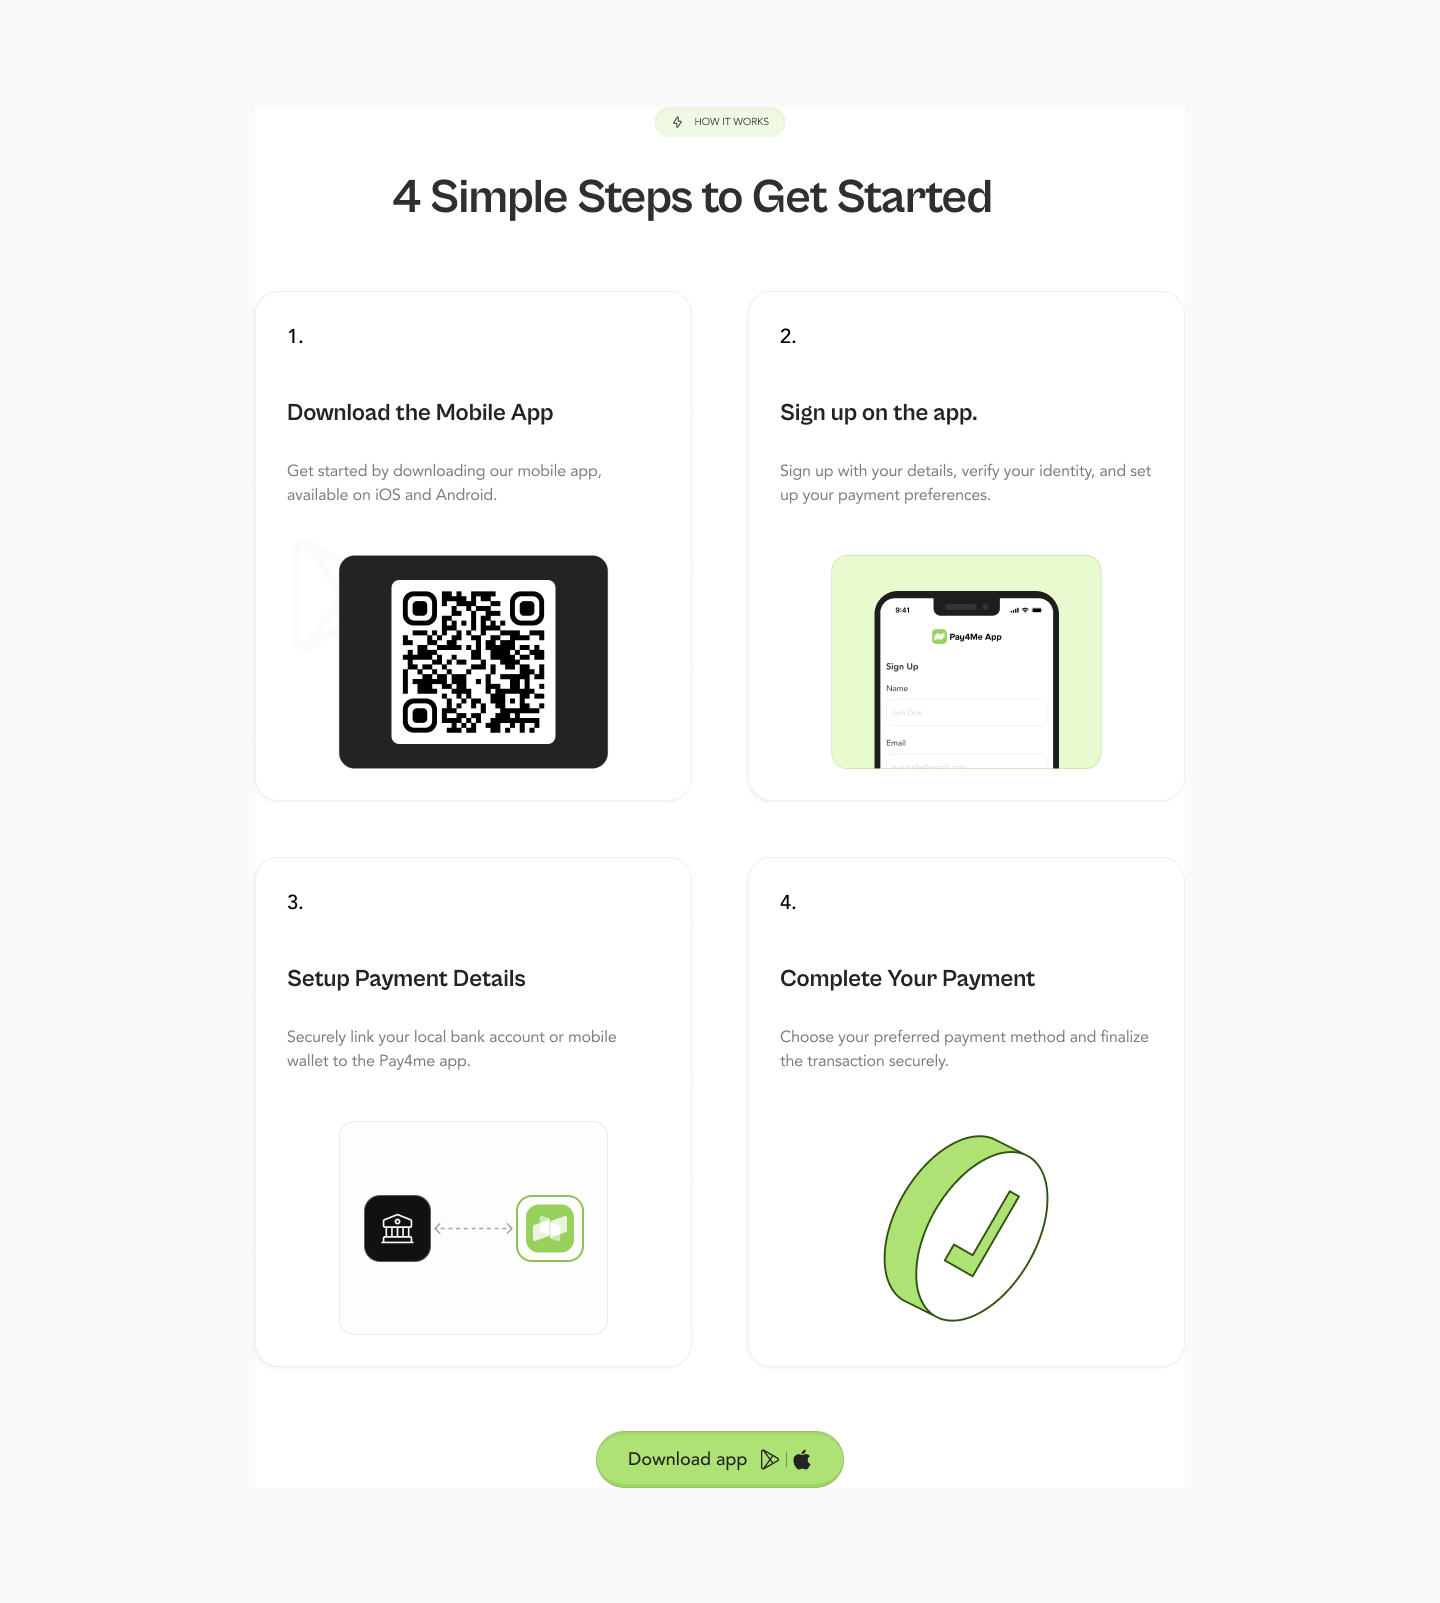 HOW IT WORKS
4 Simple Steps to Get Started
1.
Download the Mobile App
Get started by downloading our mobile app,
available on iOS and Android.
2.
Sign up on the app.
Sign up with your details, verify your identity, and set
up your payment preferences.
9:41
Pay4Me App
Sign Up
Name
Joh Doe
Email
example@gmail.com
3.
Setup Payment Details
Securely link your local bank account or mobile
wallet to the Pay4me app.
4.
Complete Your Payment
Choose your preferred payment method and finalize
the transaction securely.
Download app